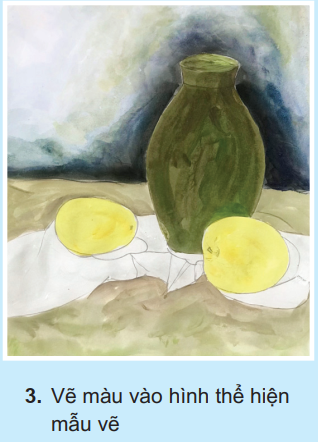 3. Vẽ màu vào hình thể hiện
mẫu vẽ